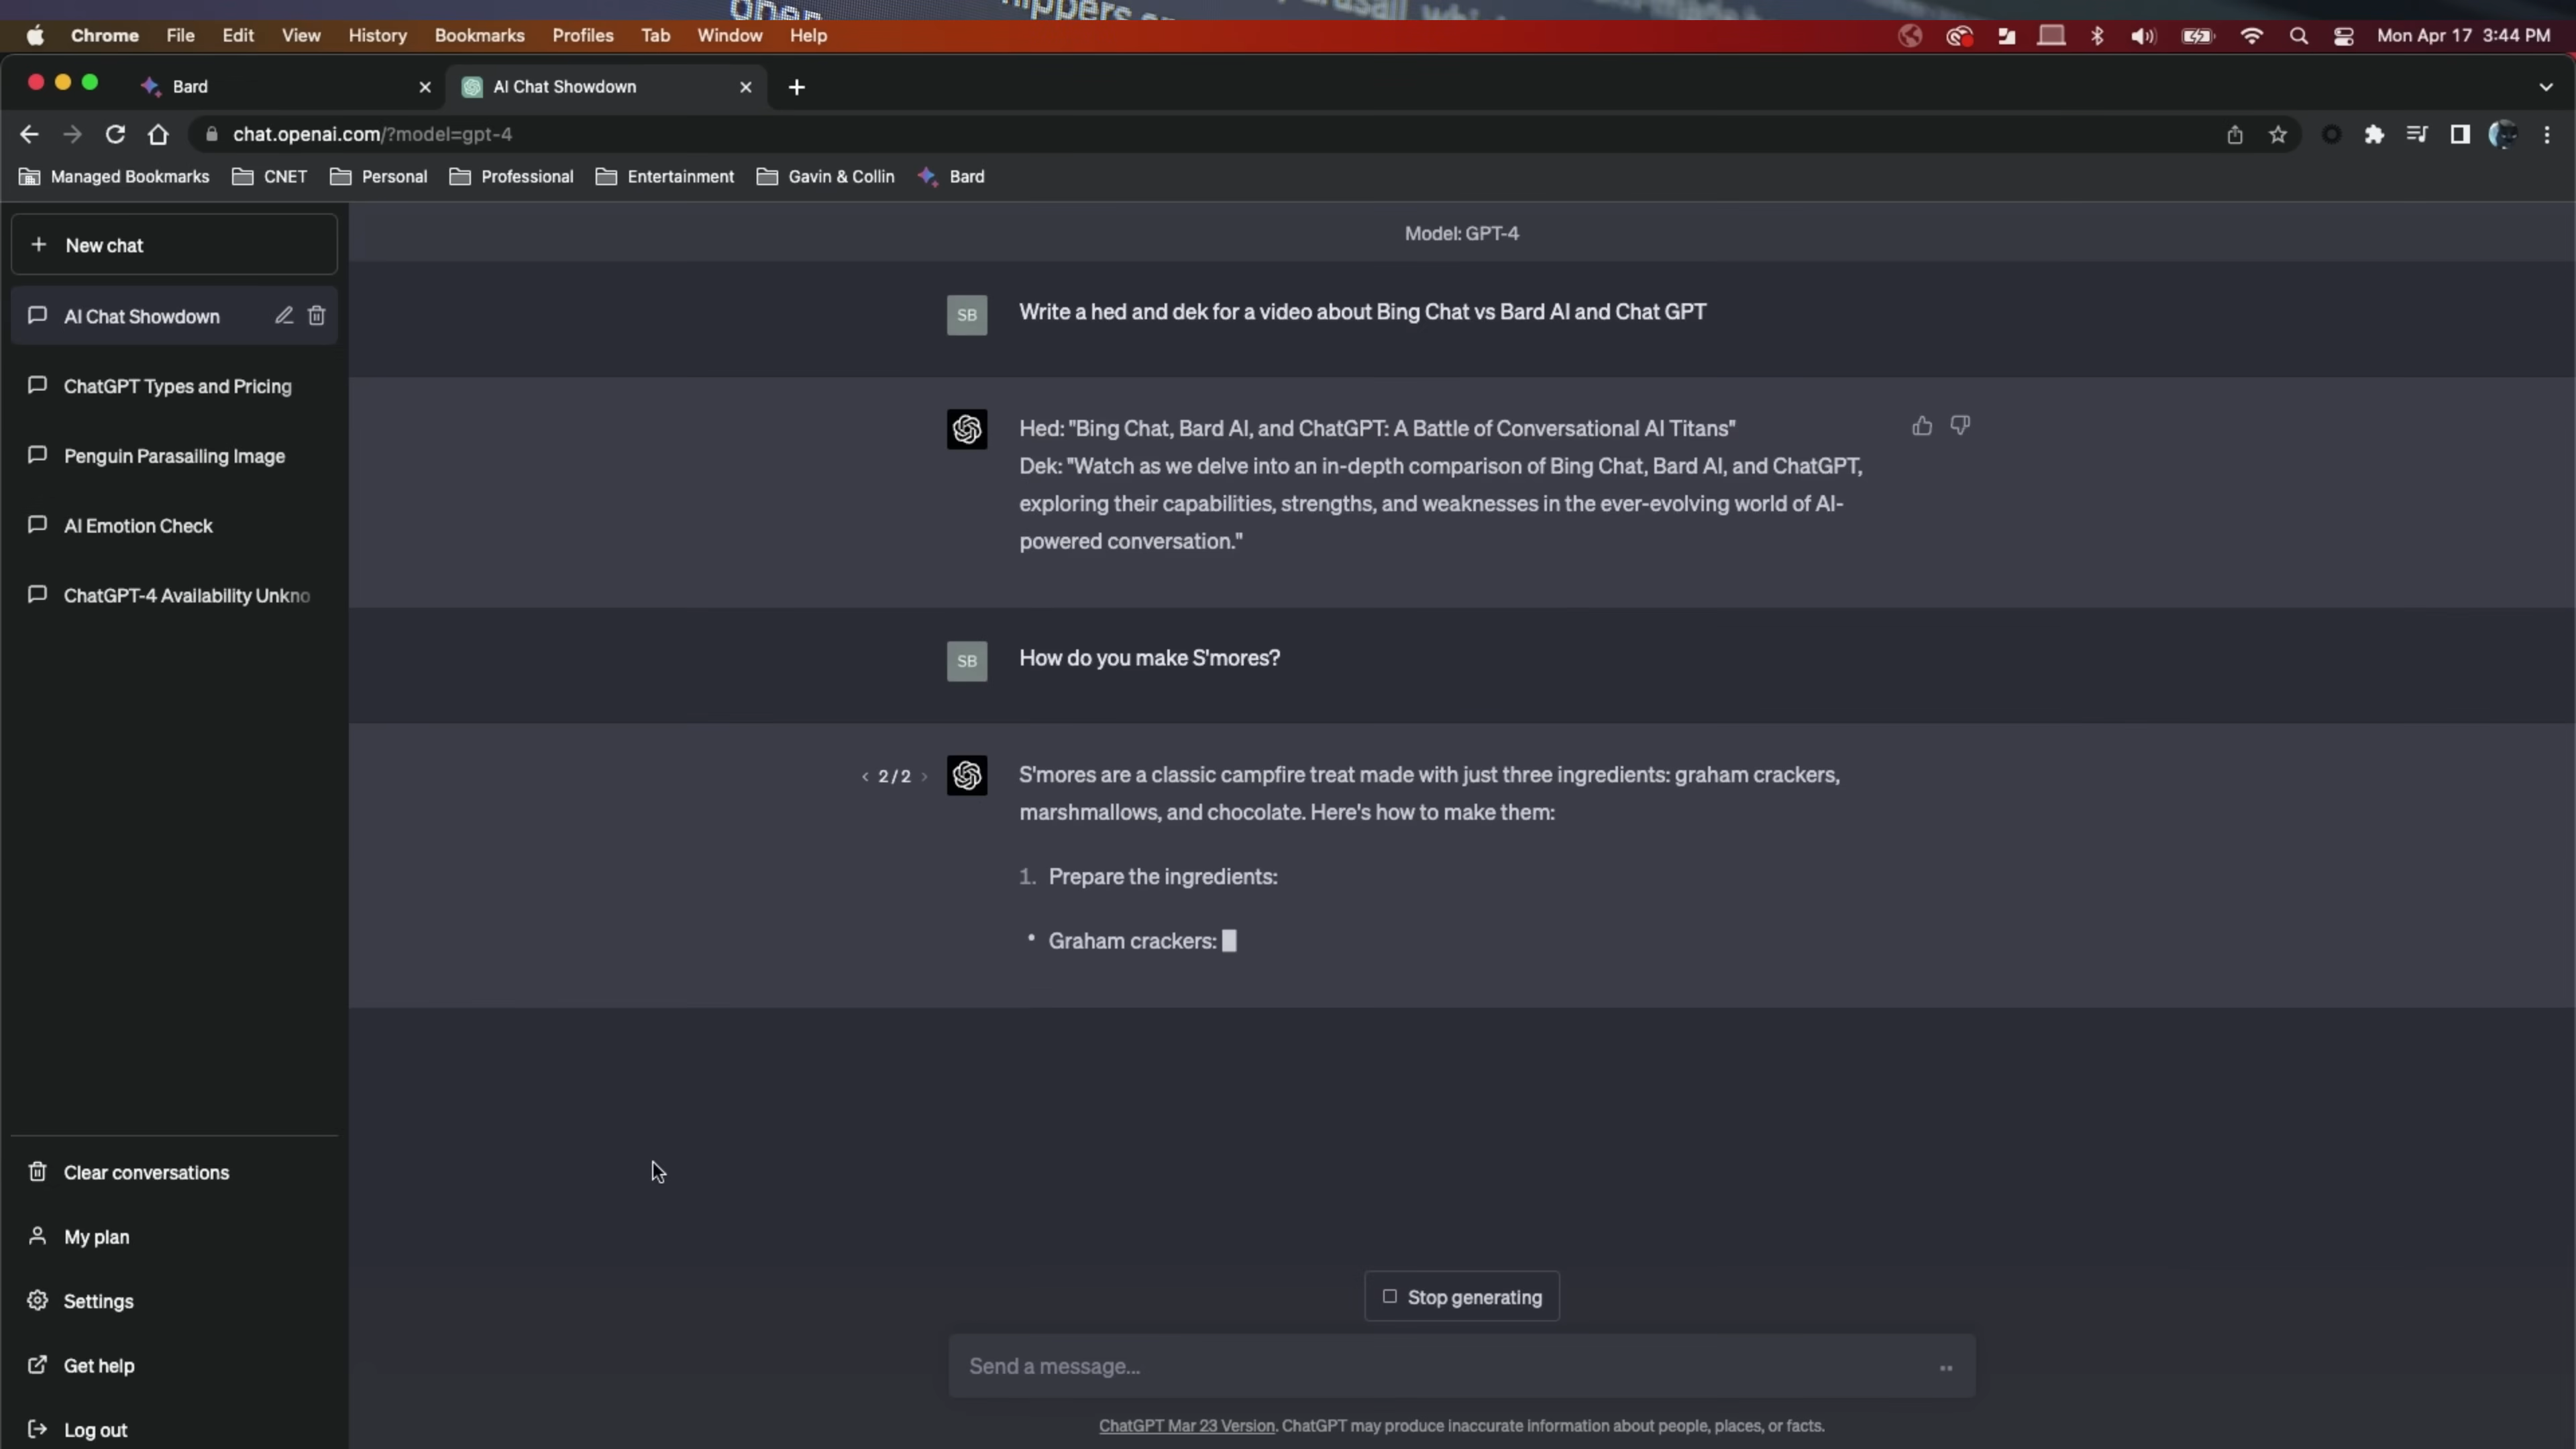 Chrome File Edit View History Bookmarks Profiles Tab Window Help Mon Apr 17 3:44 PM
Bard AI Chat Showdown
chat.openai.com/?model=gpt-4
Managed Bookmarks CNET Personal Professional Entertainment Gavin & Collin Bard
New chat
AI Chat Showdown
ChatGPT Types and Pricing
Penguin Parasailing Image
AI Emotion Check
ChatGPT-4 Availability Unkno
Clear conversations
My plan
Settings
Get help
Log out
Model: GPT-4
SB Write a hed and dek for a video about Bing Chat vs Bard AI and Chat GPT
Hed: "Bing Chat, Bard AI, and ChatGPT: A Battle of Conversational AI Titans"
Dek: "Watch as we delve into an in-depth comparison of Bing Chat, Bard AI, and ChatGPT,
exploring their capabilities, strengths, and weaknesses in the ever-evolving world of AI-
powered conversation."
SB How do you make S'mores?
< 2 / 2 > S'mores are a classic campfire treat made with just three ingredients: graham crackers,
marshmallows, and chocolate. Here's how to make them:
1. Prepare the ingredients:
• Graham crackers:
Stop generating
Send a message...
ChatGPT Mar 23 Version. ChatGPT may produce inaccurate information about people, places, or facts.